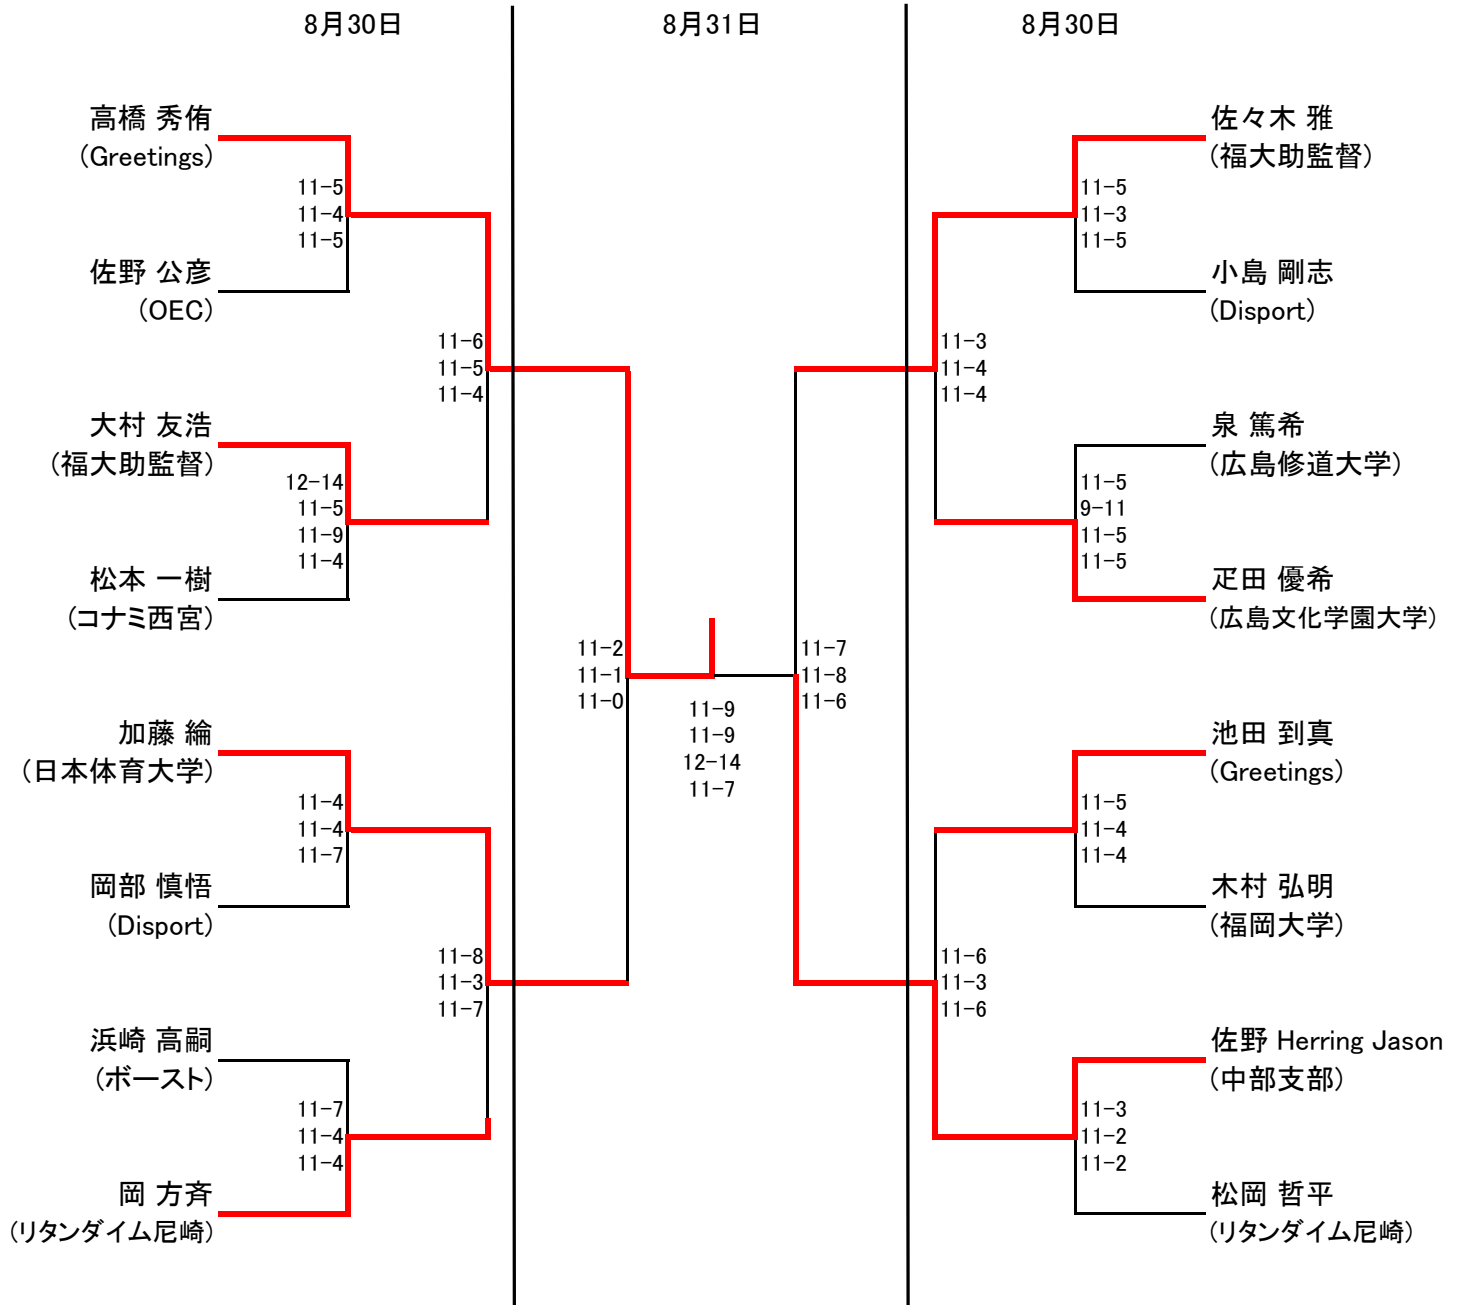 8月30日
8月31日
8月30日
高橋 秀侑
(Greetings)
11-5
11-4
11-5
佐野 公彦
(OEC)
11-6
11-5
11-4
大村 友浩
(福大助監督)
12-14
11-5
11-9
11-4
松本 一樹
(コナミ西宮)
11-2
11-1
11-0
加藤 綸
(日本体育大学)
11-4
11-4
11-7
岡部 慎悟
(Disport)
11-8
11-3
11-7
浜崎 高嗣
(ボースト)
11-7
11-4
11-4
岡 方斉
(リタンダイム尼崎)
11-9
11-9
12-14
11-7
佐々木 雅
(福大助監督)
11-5
11-3
11-5
小島 剛志
(Disport)
11-3
11-4
11-4
泉 篤希
(広島修道大学)
11-5
9-11
11-5
11-5
疋田 優希
(広島文化学園大学)
11-7
11-8
11-6
池田 到真
(Greetings)
11-5
11-4
11-4
木村 弘明
(福岡大学)
11-6
11-3
11-6
佐野 Herring Jason
(中部支部)
11-3
11-2
11-2
松岡 哲平
(リタンダイム尼崎)